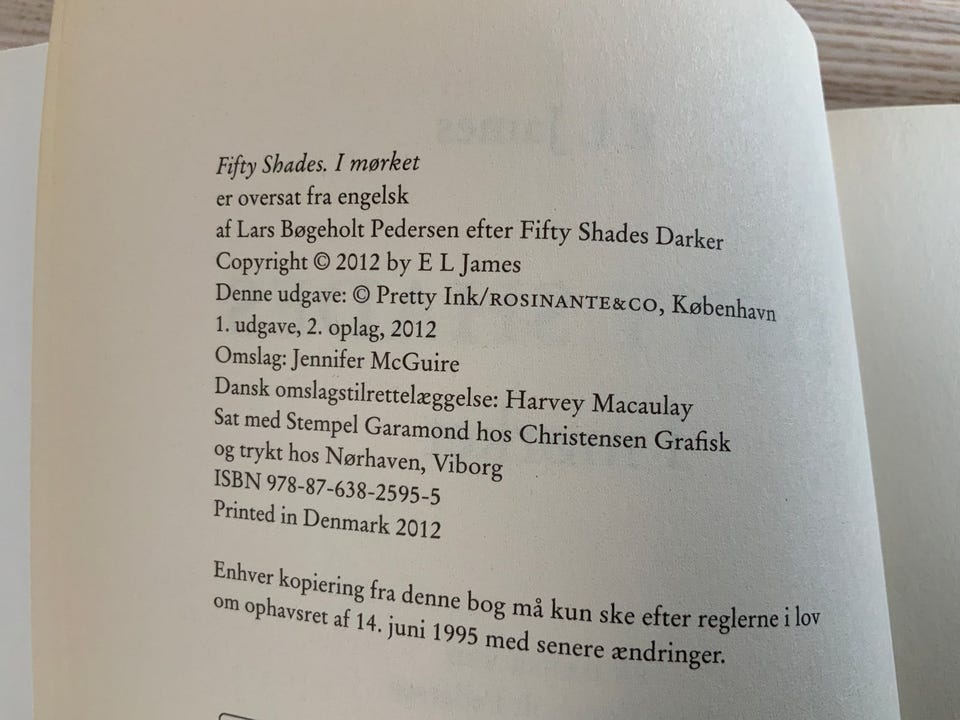 Fifty Shades. I mørket
er oversat fra engelsk
af Lars Bøgeholt Pedersen efter Fifty Shades Darker
Copyright © 2012 by E L James
Denne udgave: © Pretty Ink/ROSINANTE&CO, København
1. udgave, 2. oplag, 2012
Omslag: Jennifer McGuire
Dansk omslagstilrettelæggelse: Harvey Macaulay
Sat med Stempel Garamond hos Christensen Grafisk
og trykt hos Nørhaven, Viborg
ISBN 978-87-638-2595-5
Printed in Denmark 2012
Enhver kopiering fra denne bog må kun ske efter reglerne i lov
om ophavsret af 14. juni 1995 med senere ændringer.